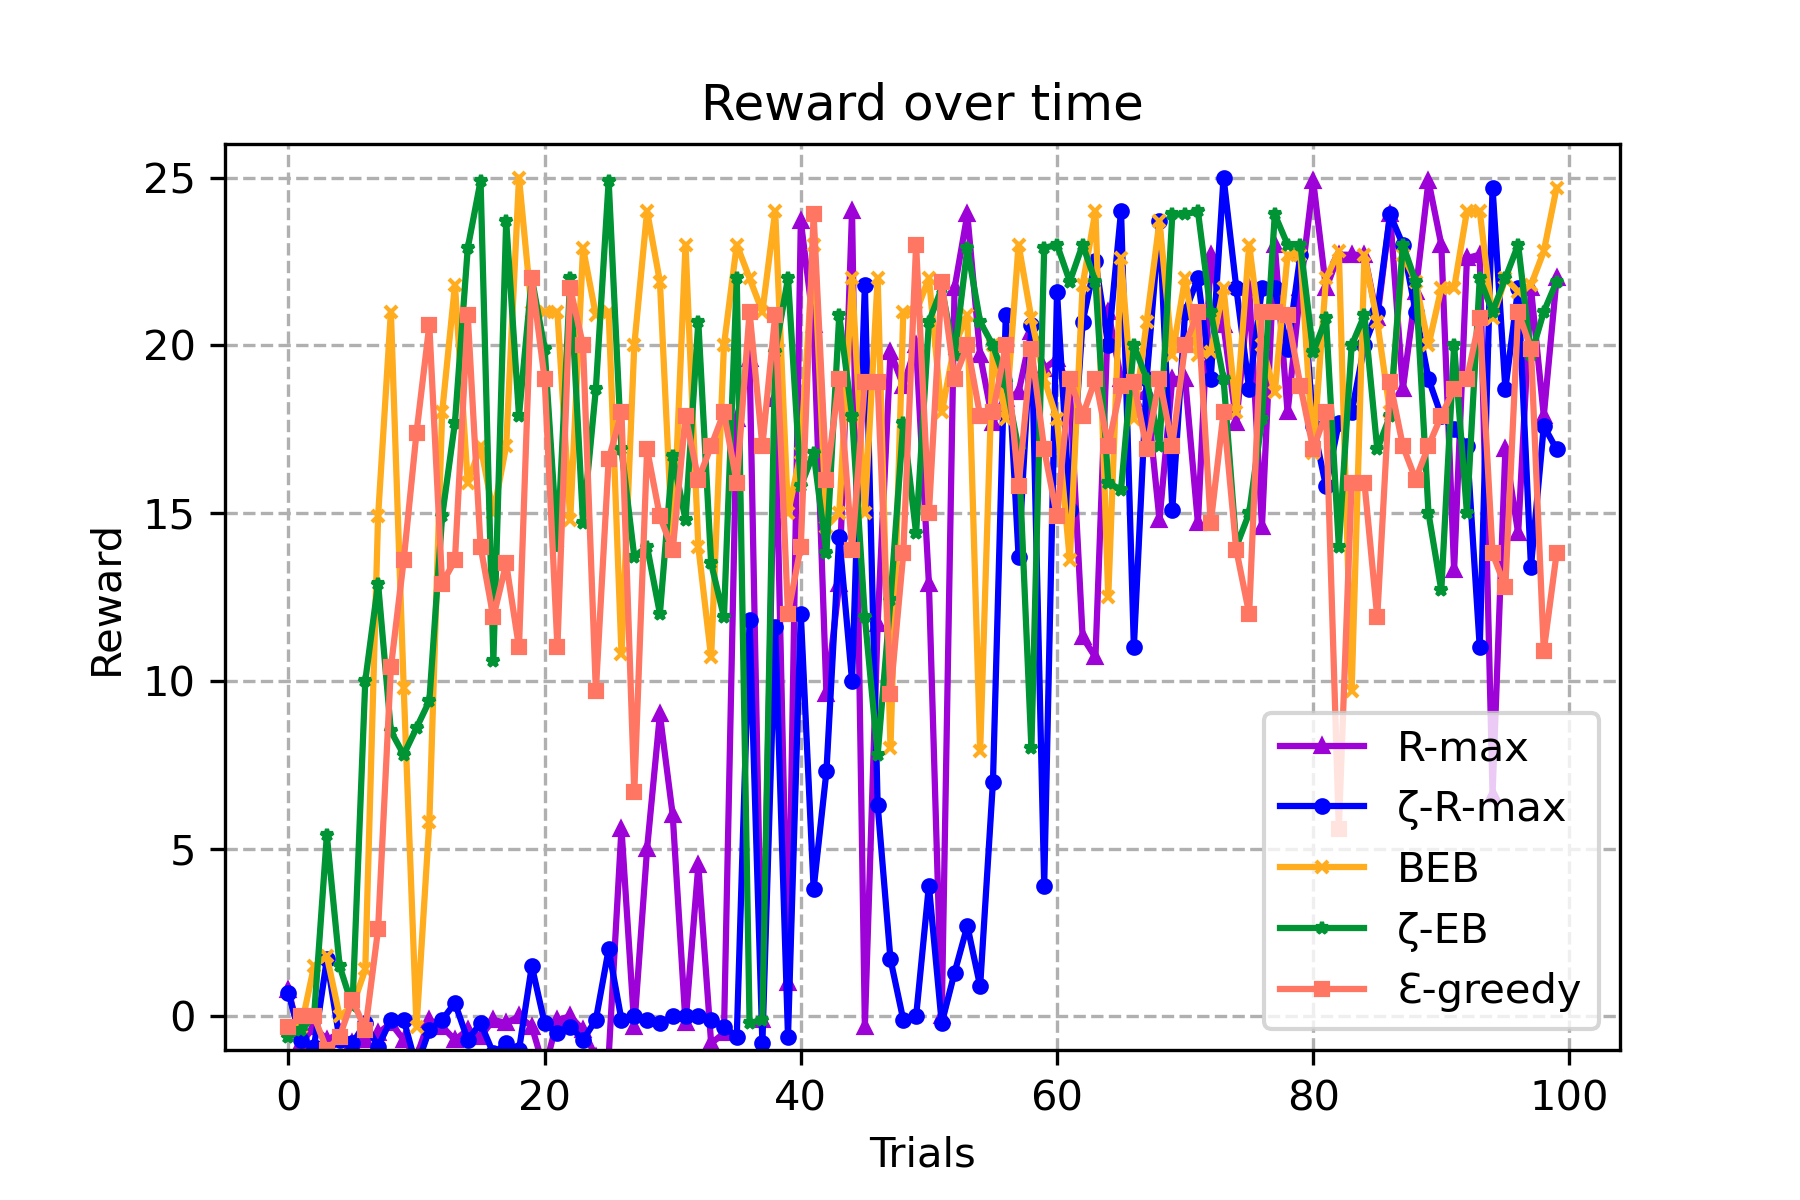 Reward over time
Reward
25
20
15
10
5
0
0 20 40 60 80 100
Trials
R-max
ζ-R-max
BEB
ζ-EB
Ɛ-greedy